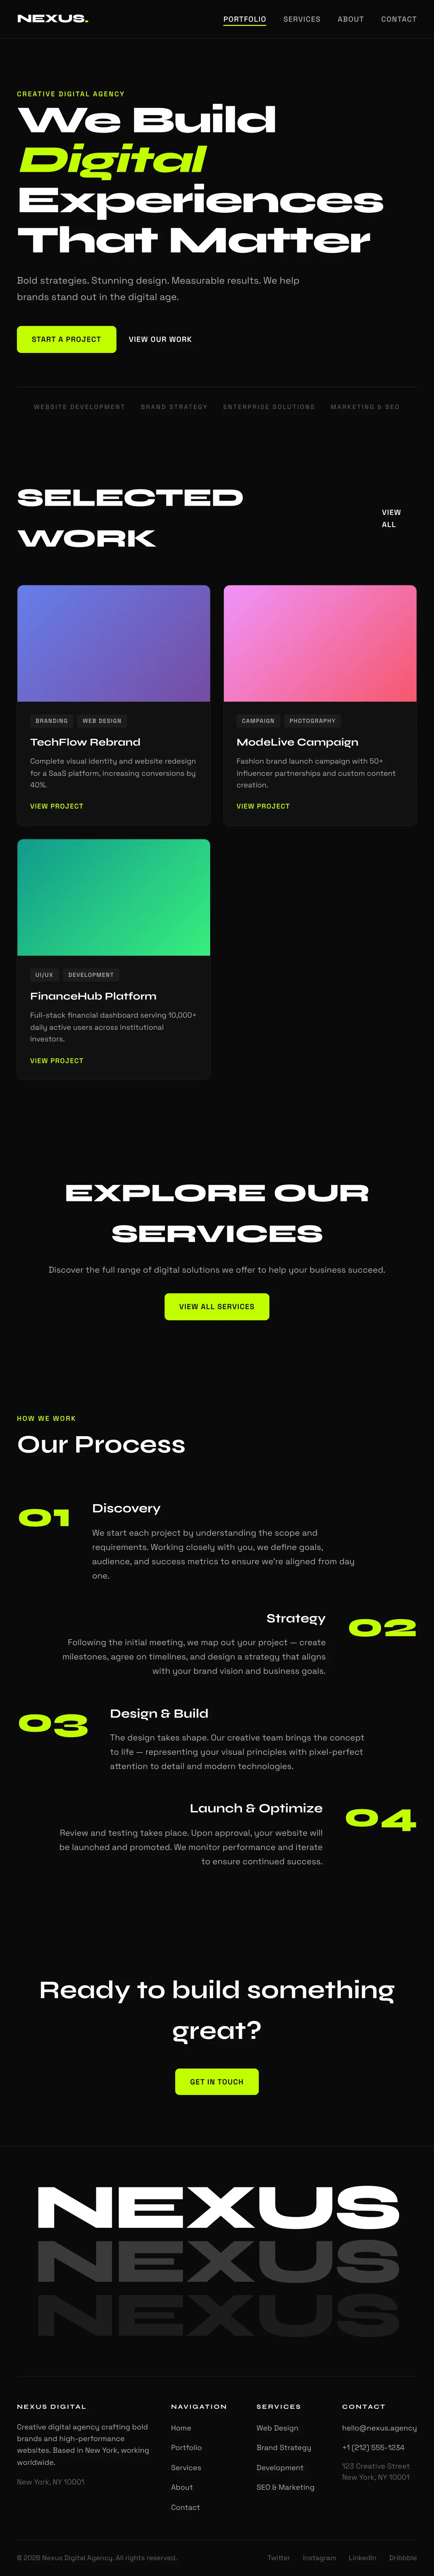 NEXUS.
PORTFOLIO
SERVICES
ABOUT
CONTACT
CREATIVE DIGITAL AGENCY
We Build
Digital
Experiences
That Matter
Bold strategies. Stunning design. Measurable results. We help
brands stand out in the digital age.
START A PROJECT
VIEW OUR WORK
WEBSITE DEVELOPMENT
BRAND STRATEGY
ENTERPRISE SOLUTIONS
MARKETING & SEO
SELECTED
WORK
VIEW
ALL
BRANDING
WEB DESIGN
TechFlow Rebrand
Complete visual identity and website redesign
for a SaaS platform, increasing conversions by
40%.
VIEW PROJECT
CAMPAIGN
PHOTOGRAPHY
ModeLive Campaign
Fashion brand launch campaign with 50+
influencer partnerships and custom content
creation.
VIEW PROJECT
UI/UX
DEVELOPMENT
FinanceHub Platform
Full-stack financial dashboard serving 10,000+
daily active users across institutional
investors.
VIEW PROJECT
EXPLORE OUR
SERVICES
Discover the full range of digital solutions we offer to help your business succeed.
VIEW ALL SERVICES
HOW WE WORK
Our Process
01
Discovery
We start each project by understanding the scope and
requirements. Working closely with you, we define goals,
audience, and success metrics to ensure we're aligned from day
one.
Strategy
02
Following the initial meeting, we map out your project — create
milestones, agree on timelines, and design a strategy that aligns
with your brand vision and business goals.
03
Design & Build
The design takes shape. Our creative team brings the concept
to life — representing your visual principles with pixel-perfect
attention to detail and modern technologies.
Launch & Optimize
04
Review and testing takes place. Upon approval, your website will
be launched and promoted. We monitor performance and iterate
to ensure continued success.
Ready to build something
great?
GET IN TOUCH
NEXUS
NEXUS
NEXUS
NEXUS DIGITAL
Creative digital agency crafting bold
brands and high-performance
websites. Based in New York, working
worldwide.
New York, NY 10001
NAVIGATION
Home
Portfolio
Services
About
Contact
SERVICES
Web Design
Brand Strategy
Development
SEO & Marketing
CONTACT
hello@nexus.agency
+1 (212) 555-1234
123 Creative Street
New York, NY 10001
© 2026 Nexus Digital Agency. All rights reserved.
Twitter
Instagram
LinkedIn
Dribbble